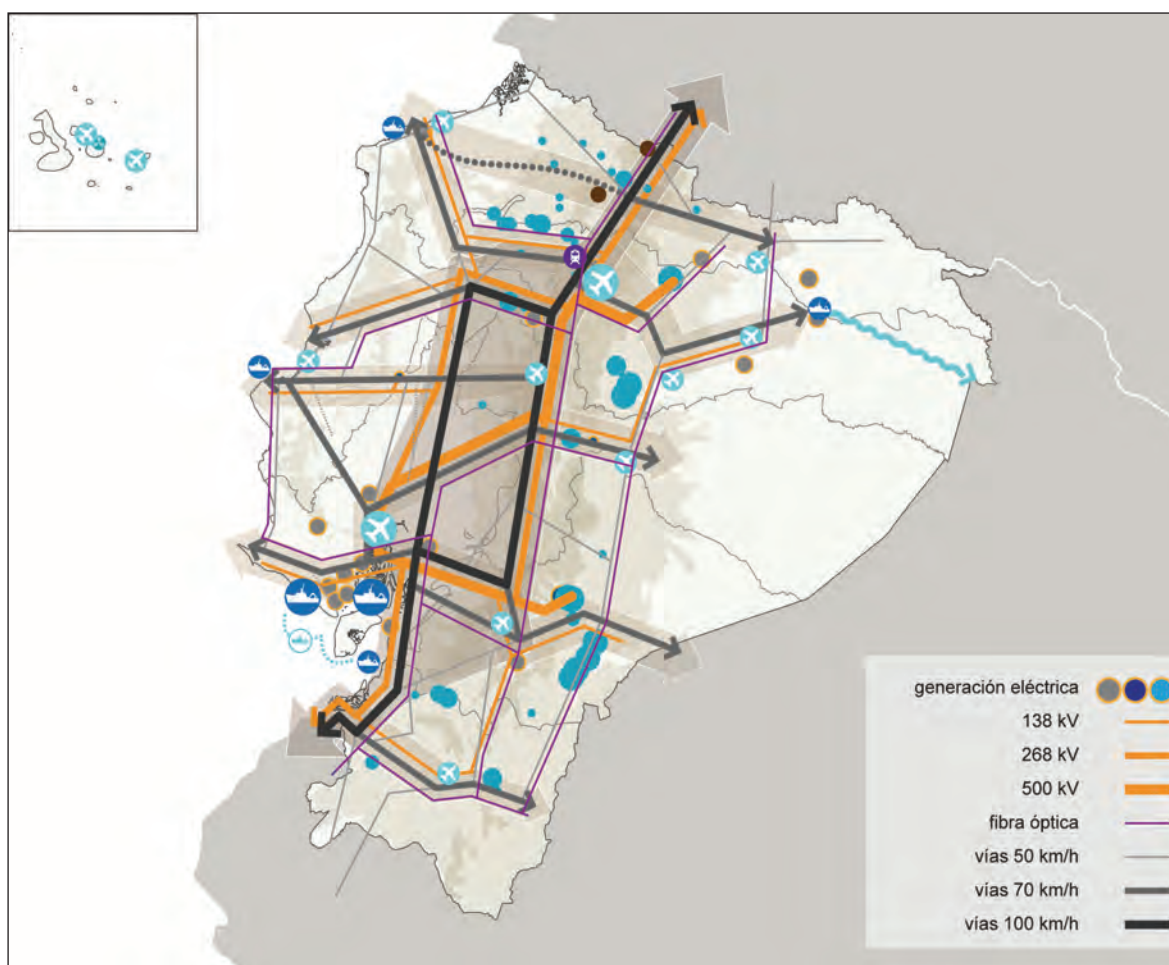 generación eléctrica
138 kV
268 kV
500 kV
fibra óptica
vías 50 km/h
vías 70 km/h
vías 100 km/h